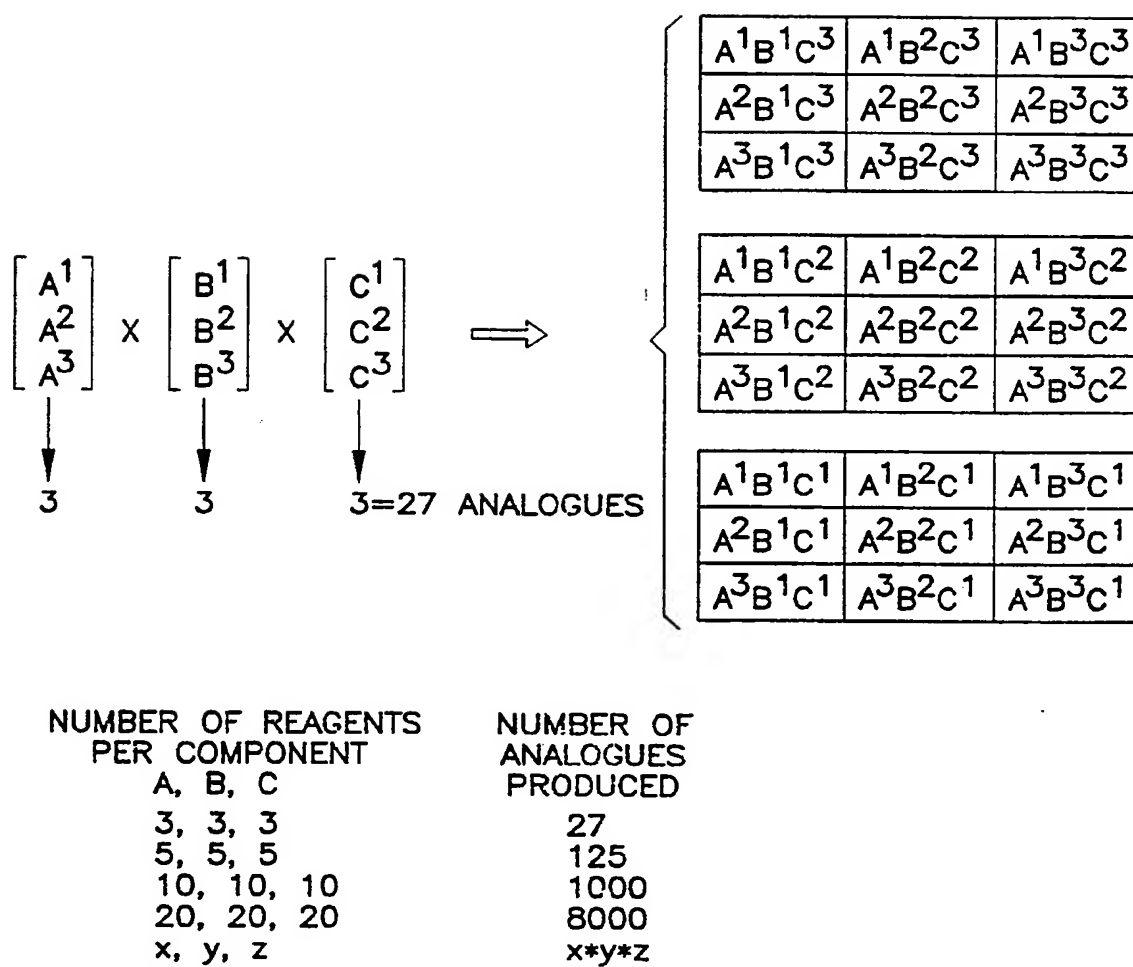 A¹B¹C³ A¹B²C³ A¹B³C³
A²B¹C³ A²B²C³ A²B³C³
A³B¹C³ A³B²C³ A³B³C³
A¹B¹C² A¹B²C² A¹B³C²
A²B¹C² A²B²C² A²B³C²
A³B¹C² A³B²C² A³B³C²
A¹B¹C¹ A¹B²C¹ A¹B³C¹
A²B¹C¹ A²B²C¹ A²B³C¹
A³B¹C¹ A³B²C¹ A³B³C¹
A¹ B¹ C¹
A² X B² X C²
A³ B³ C³
3 3 3=27 ANALOGUES
NUMBER OF REAGENTS
PER COMPONENT
A, B, C
3, 3, 3
5, 5, 5
10, 10, 10
20, 20, 20
x, y, z
NUMBER OF
ANALOGUES
PRODUCED
27
125
1000
8000
x*y*z